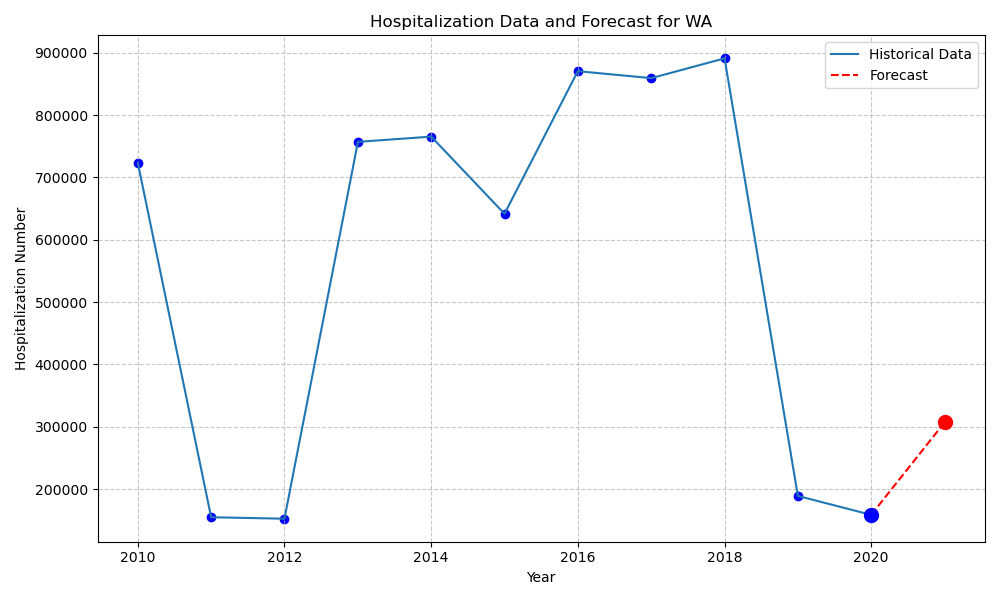 Hospitalization Data and Forecast for WA
Historical Data
Forecast
Hospitalization Number
900000
800000
700000
600000
500000
400000
300000
200000
2010
2012
2014
2016
2018
2020
Year